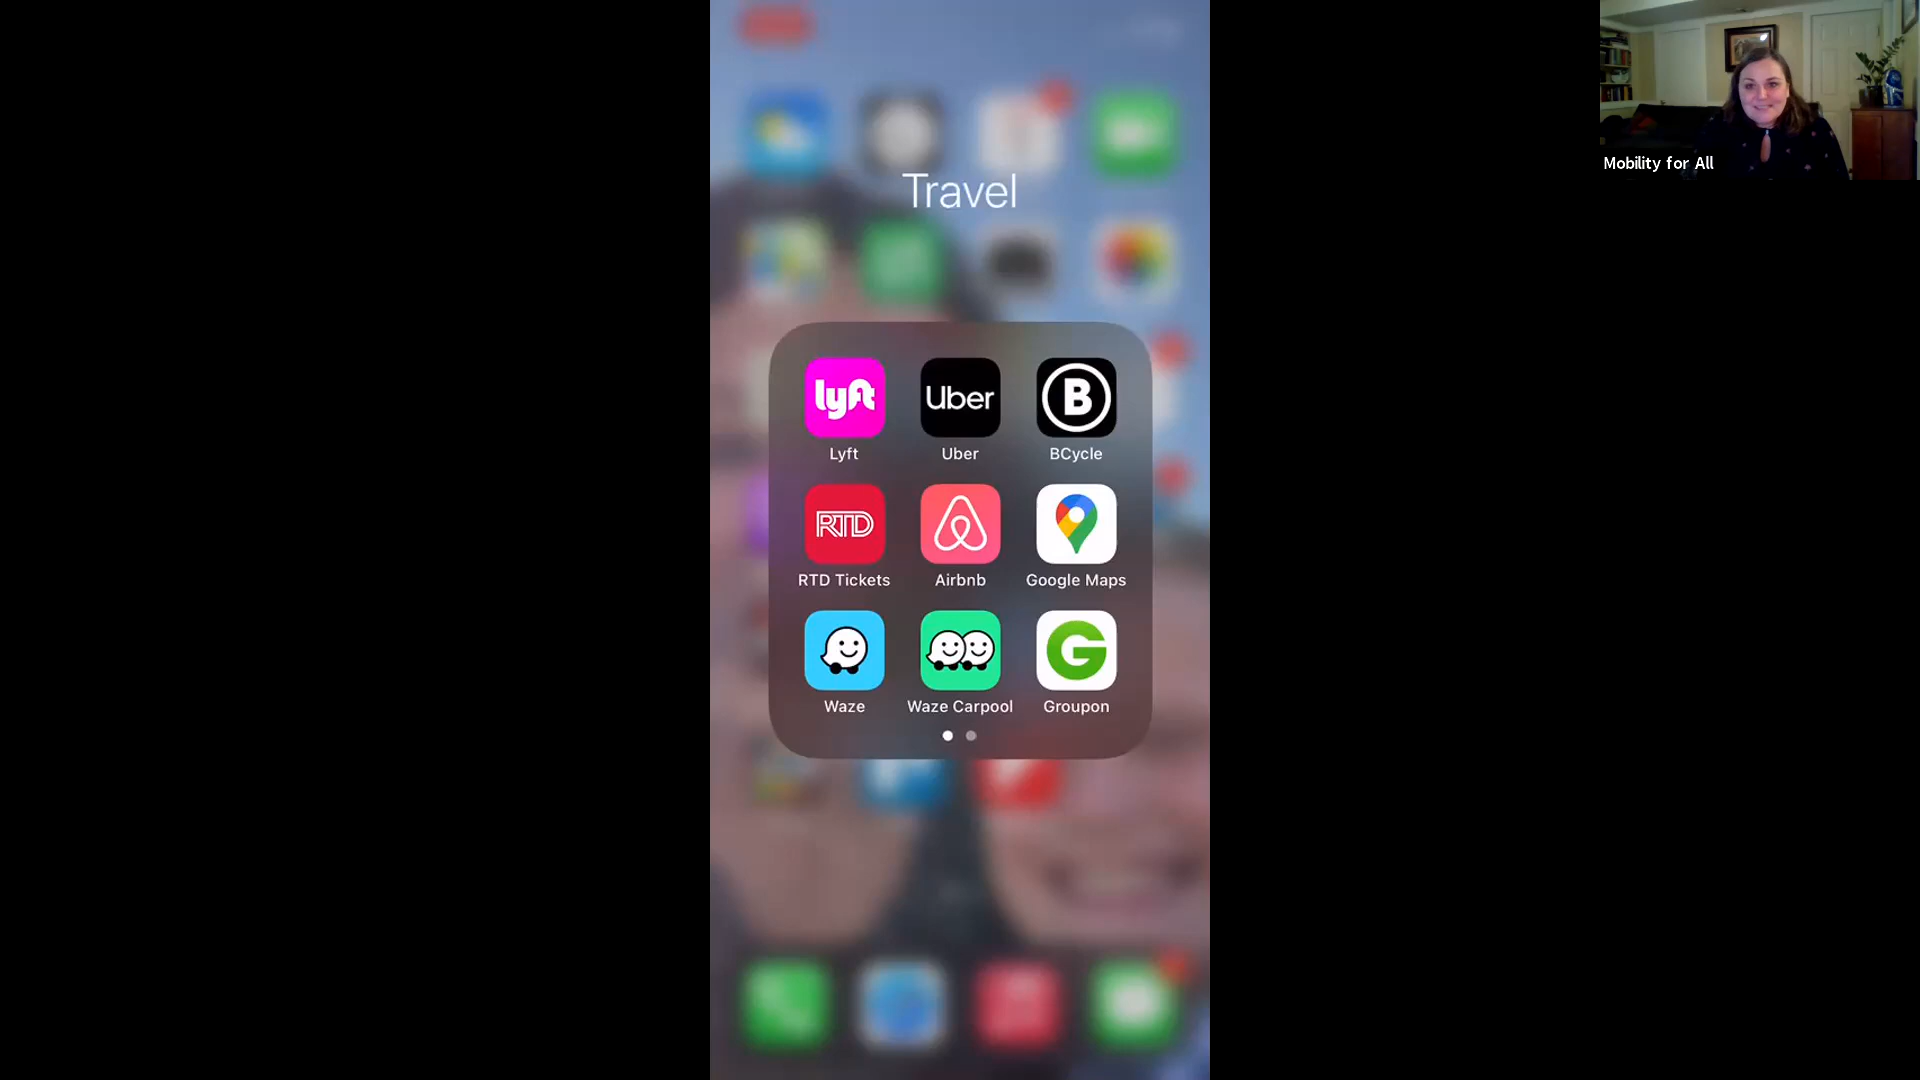 Travel
lyft
Uber
B
Lyft
Uber
BCycle
RTD
RTD Tickets
Airbnb
Google Maps
Waze
Waze Carpool
G
Groupon
Mobility for All